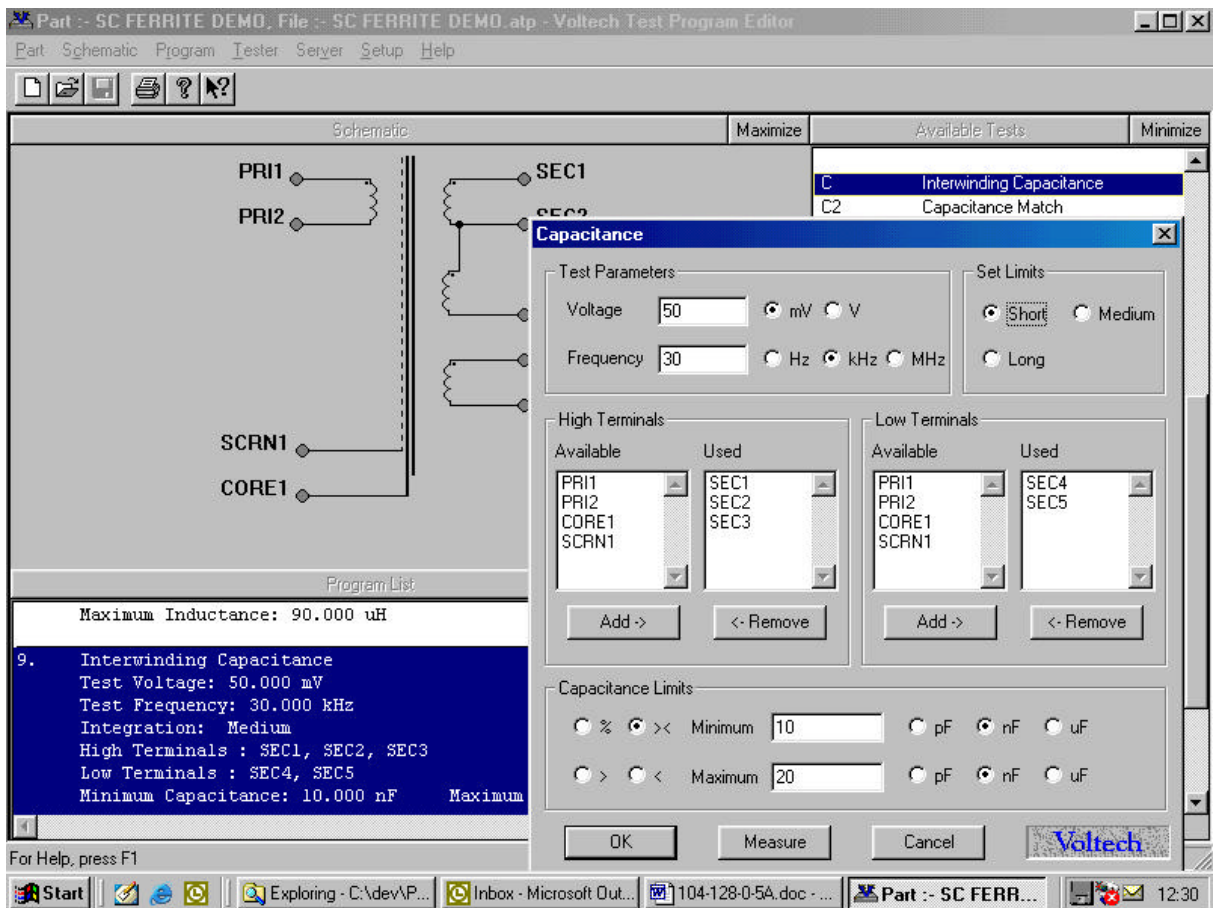 Part :- SC FERRITE DEMO, File :- SC FERRITE DEMO.atp - Voltech Test Program Editor
Part Schematic Program Tester Server Setup Help
Schematic Maximize Available Tests Minimize
PRI1
PRI2
SEC1
SEC2
SCRN1
CORE1
C Interwinding Capacitance
C2 Capacitance Match
Capacitance
Test Parameters
Voltage 50 mV V
Frequency 30 Hz kHz MHz
Set Limits
Short Medium
Long
High Terminals
Available Used
PRI1 SEC1
PRI2 SEC2
CORE1 SEC3
SCRN1
Add -> <- Remove
Low Terminals
Available Used
PRI1 SEC4
PRI2 SEC5
CORE1
SCRN1
Add -> <- Remove
Capacitance Limits
% >< Minimum 10 pF nF uF
> < Maximum 20 pF nF uF
OK Measure Cancel Voltech
Program List
Maximum Inductance: 90.000 uH
9. Interwinding Capacitance
Test Voltage: 50.000 mV
Test Frequency: 30.000 kHz
Integration: Medium
High Terminals : SEC1, SEC2, SEC3
Low Terminals : SEC4, SEC5
Minimum Capacitance: 10.000 nF Maximum
For Help, press F1
Start Exploring - C:\dev\P... Inbox - Microsoft Out... 104-128-0-5A.doc - ... Part :- SC FERR... 12:30